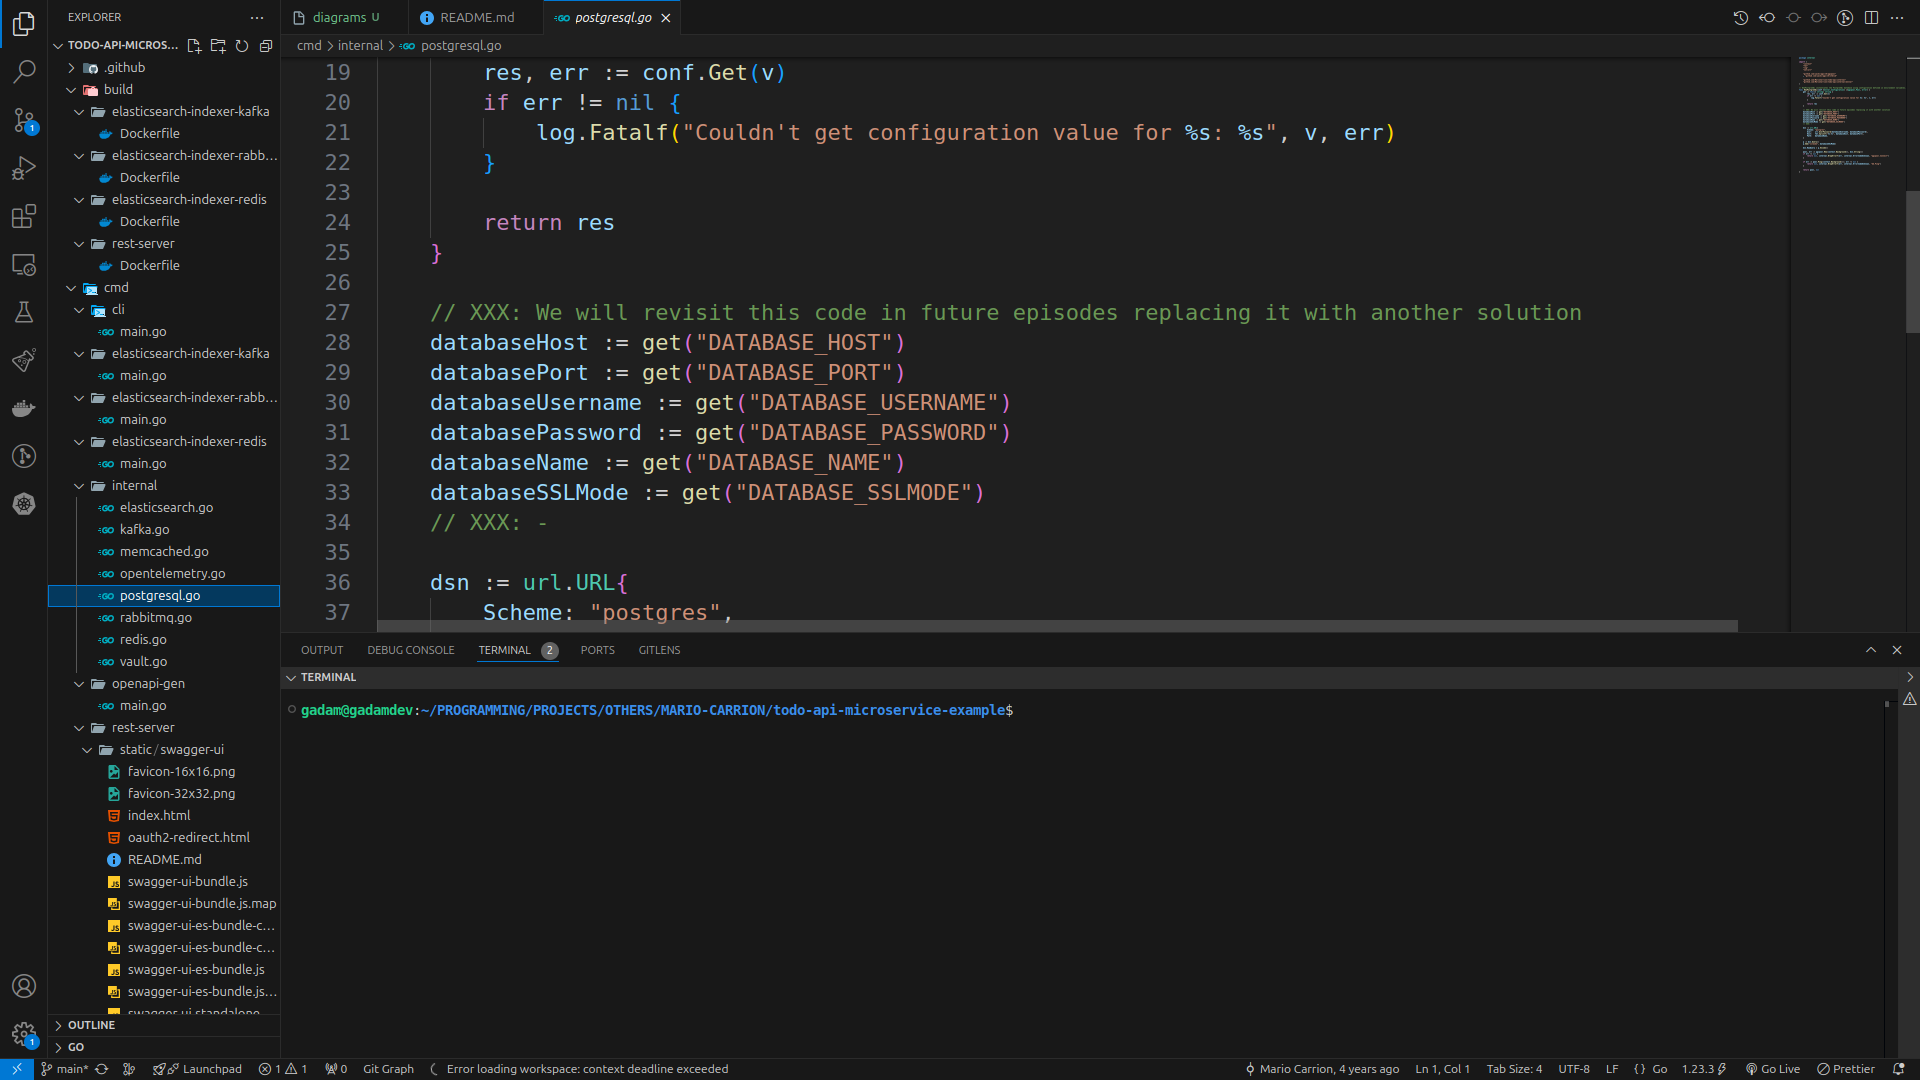 EXPLORER
TODO-API-MICROS...
.github
build
elasticsearch-indexer-kafka
Dockerfile
elasticsearch-indexer-rabb...
Dockerfile
elasticsearch-indexer-redis
Dockerfile
rest-server
Dockerfile
cmd
cli
main.go
elasticsearch-indexer-kafka
main.go
elasticsearch-indexer-rabb...
main.go
elasticsearch-indexer-redis
main.go
internal
elasticsearch.go
kafka.go
memcached.go
opentelemetry.go
postgresql.go
rabbitmq.go
redis.go
vault.go
openapi-gen
main.go
rest-server
static/swagger-ui
favicon-16x16.png
favicon-32x32.png
index.html
oauth2-redirect.html
README.md
swagger-ui-bundle.js
swagger-ui-bundle.js.map
swagger-ui-es-bundle-c...
swagger-ui-es-bundle-c...
swagger-ui-es-bundle.js
swagger-ui-es-bundle.js...
swagger-ui-standalone
OUTLINE
GO
diagrams U
README.md
postgresql.go
cmd > internal > postgresql.go
19 res, err := conf.Get(v)
20 if err != nil {
21 log.Fatalf("Couldn't get configuration value for %s: %s", v, err)
22 }
23
24 return res
25 }
26
27 // XXX: We will revisit this code in future episodes replacing it with another solution
28 databaseHost := get("DATABASE_HOST")
29 databasePort := get("DATABASE_PORT")
30 databaseUsername := get("DATABASE_USERNAME")
31 databasePassword := get("DATABASE_PASSWORD")
32 databaseName := get("DATABASE_NAME")
33 databaseSSLMode := get("DATABASE_SSLMODE")
34 // XXX: -
35
36 dsn := url.URL{
37 Scheme: "postgres",
OUTPUT DEBUG CONSOLE TERMINAL 2 PORTS GITLENS
TERMINAL
gadam@gadamdev:~/PROGRAMMING/PROJECTS/OTHERS/MARIO-CARRION/todo-api-microservice-example$
1
1
main* Launchpad 1 1 0 Git Graph Error loading workspace: context deadline exceeded Mario Carrion, 4 years ago Ln 1, Col 1 Tab Size: 4 UTF-8 LF {} Go 1.23.3 Go Live Prettier